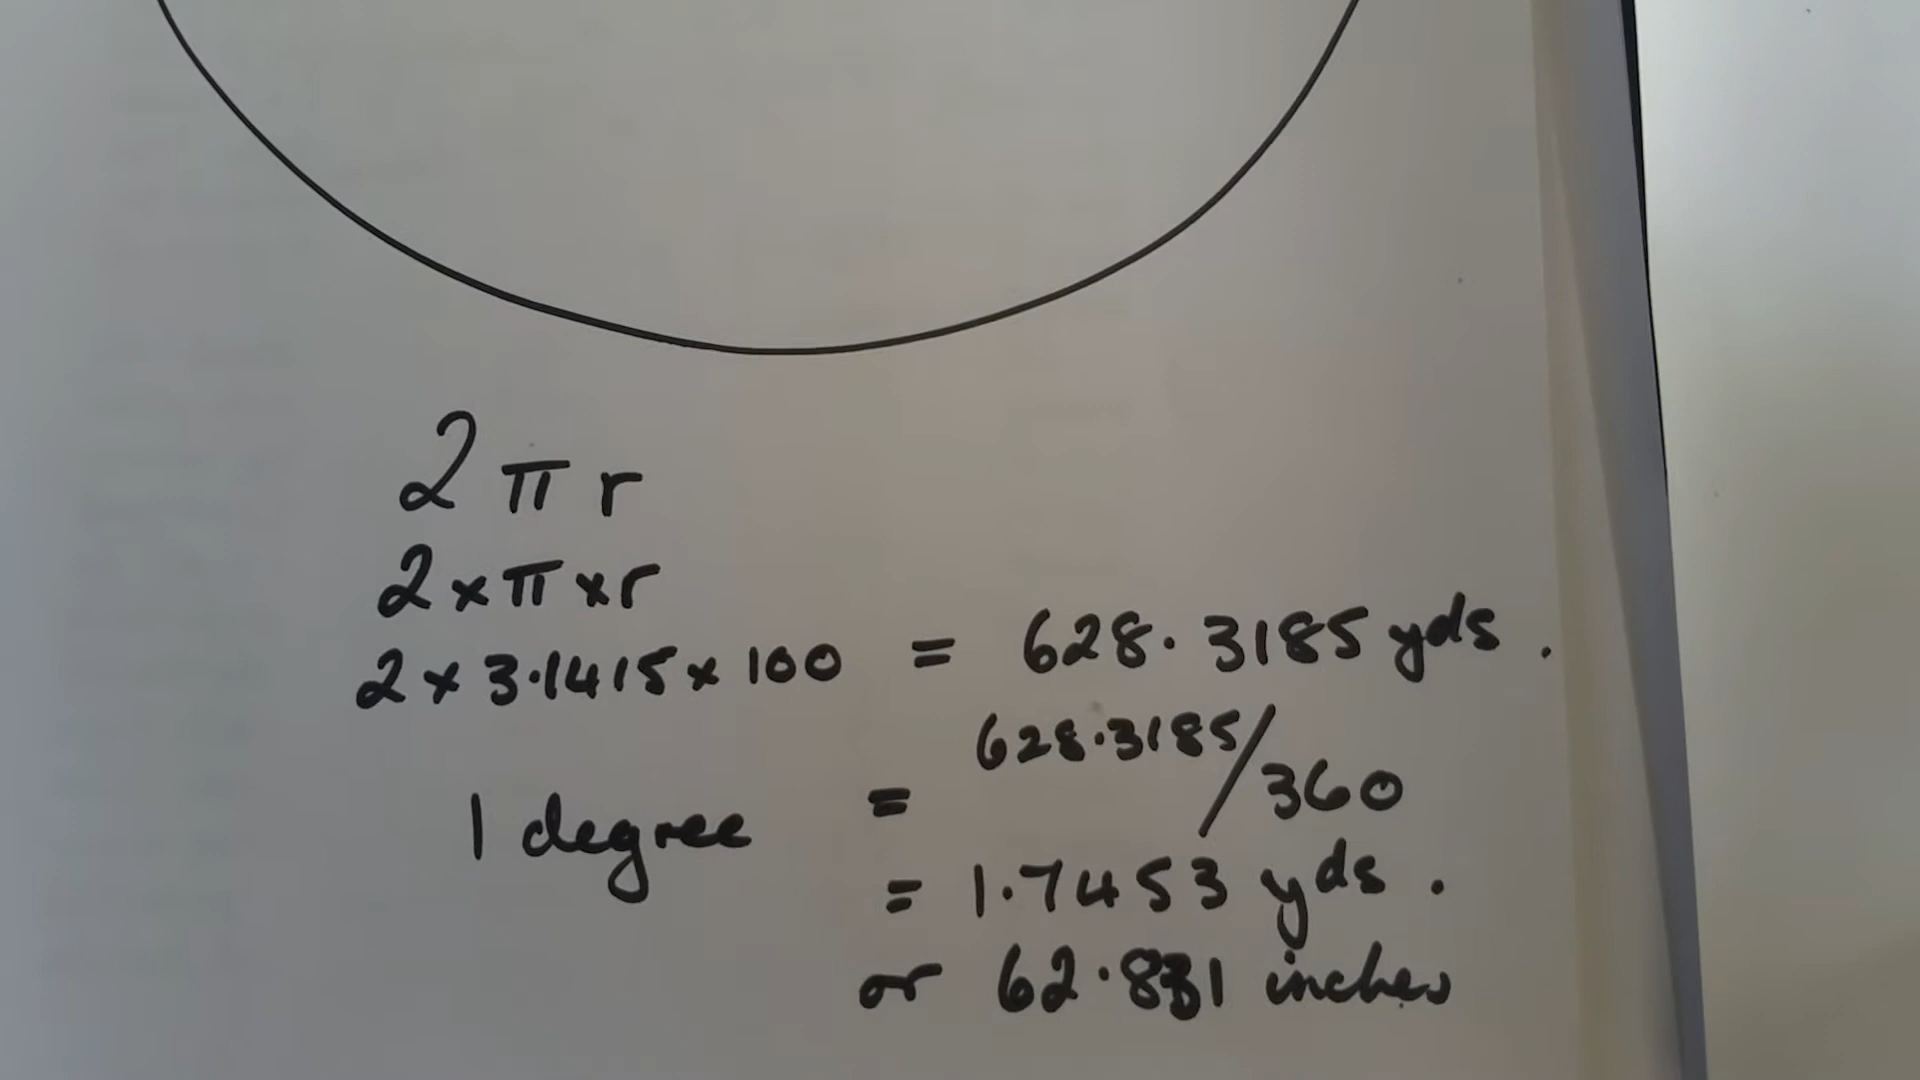 2 π r
2 × π × r
2 × 3.1415 × 100 = 628.3185 yds.
1 degree = 628.3185/360
= 1.7453 yds.
or 62.831 inches